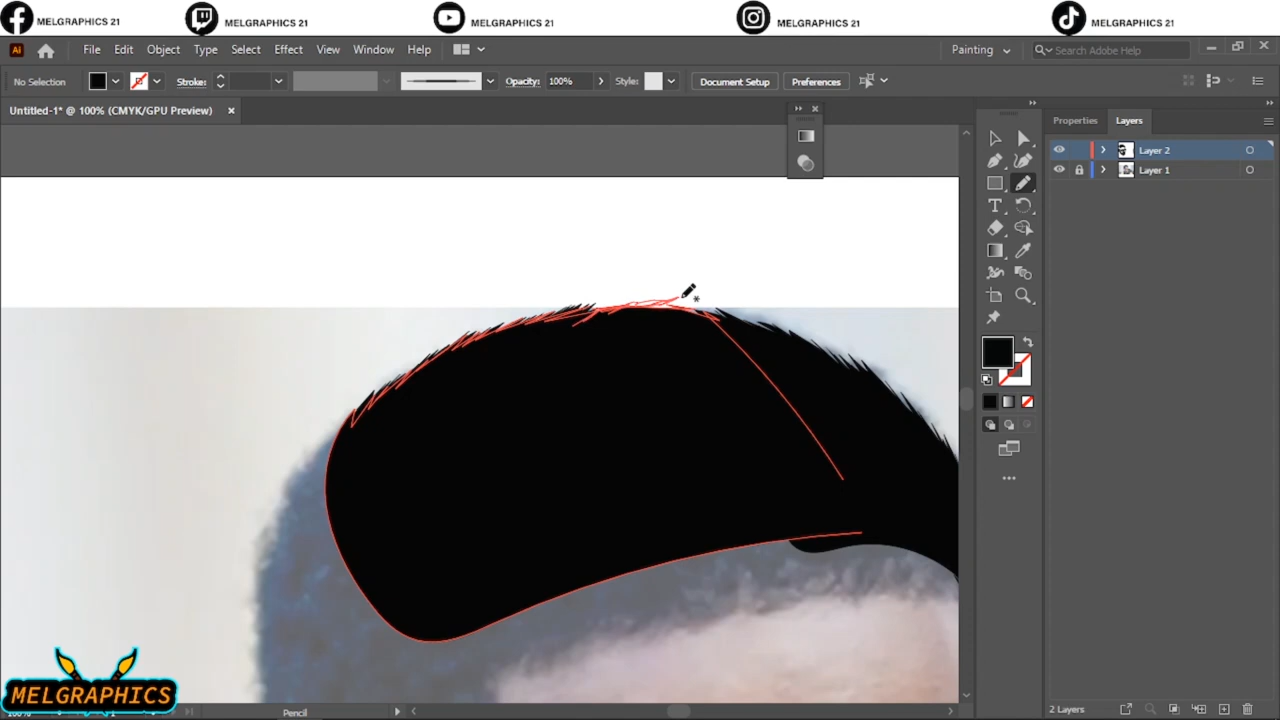 MELGRAPHICS 21
MELGRAPHICS 21
MELGRAPHICS 21
MELGRAPHICS 21
MELGRAPHICS 21
Ai File Edit Object Type Select Effect View Window Help Painting Search Adobe Help
No Selection Stroke: Opacity: 100% Style: Document Setup Preferences
Untitled-1* @ 100% (CMYK/GPU Preview)
Properties Layers
Layer 2
Layer 1
MELGRAPHICS
Pencil
2 Layers